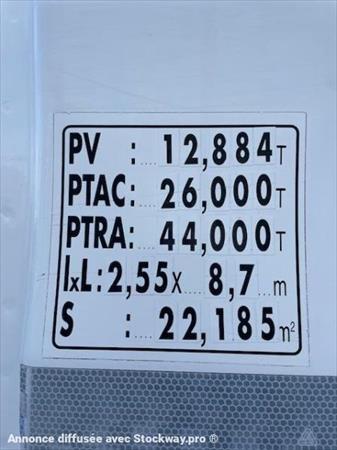 PV : 12,884 T
PTAC : 26,000 T
PTRA : 44,000 T
lxL : 2,55 x 8,7 m
S : 22,185 m²
Annonce diffusée avec Stockway.pro ®